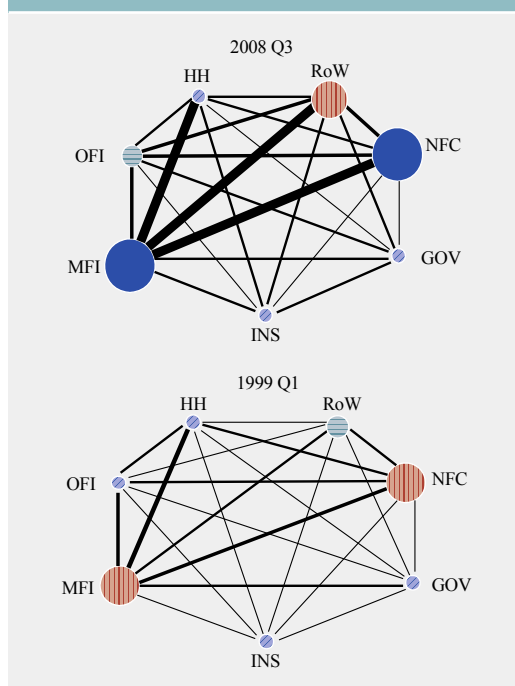 2008 Q3
HH
RoW
NFC
OFI
MFI
GOV
INS
1999 Q1
HH
RoW
OFI
NFC
MFI
GOV
INS